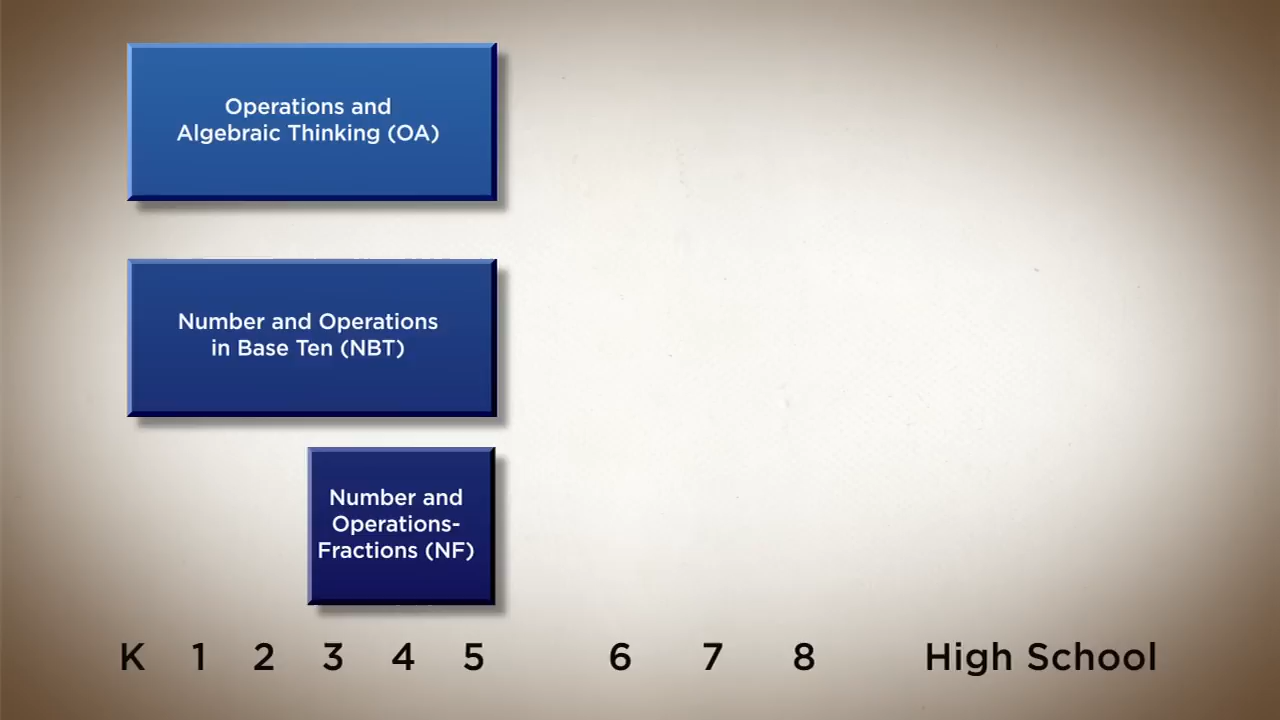 Operations and
Algebraic Thinking (OA)
Number and Operations
in Base Ten (NBT)
Number and
Operations-
Fractions (NF)
K 1 2 3 4 5 6 7 8 High School